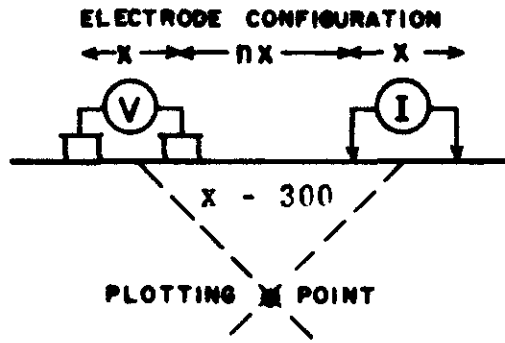 ELECTRODE CONFIGURATION
x nx x
V I
x - 300
PLOTTING POINT